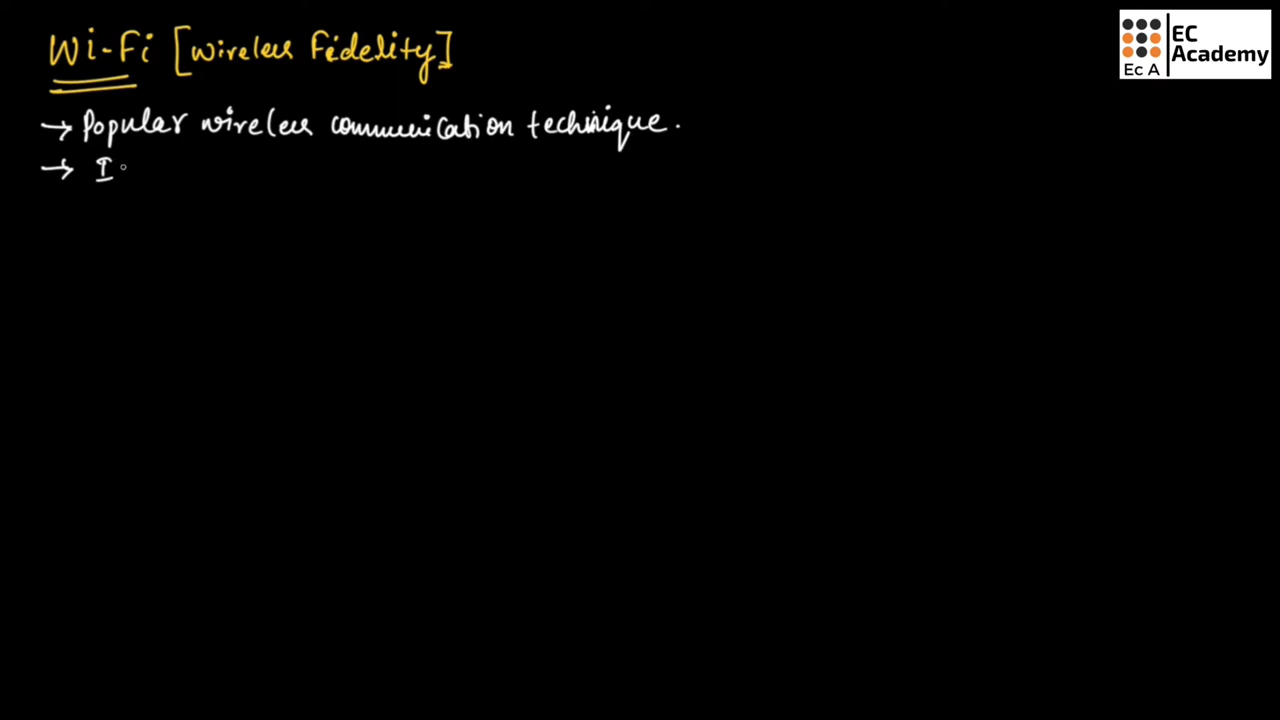 Wi-Fi [Wireless Fidelity]
→ Popular wireless communication technique.
→ I
EC
Academy
Ec A